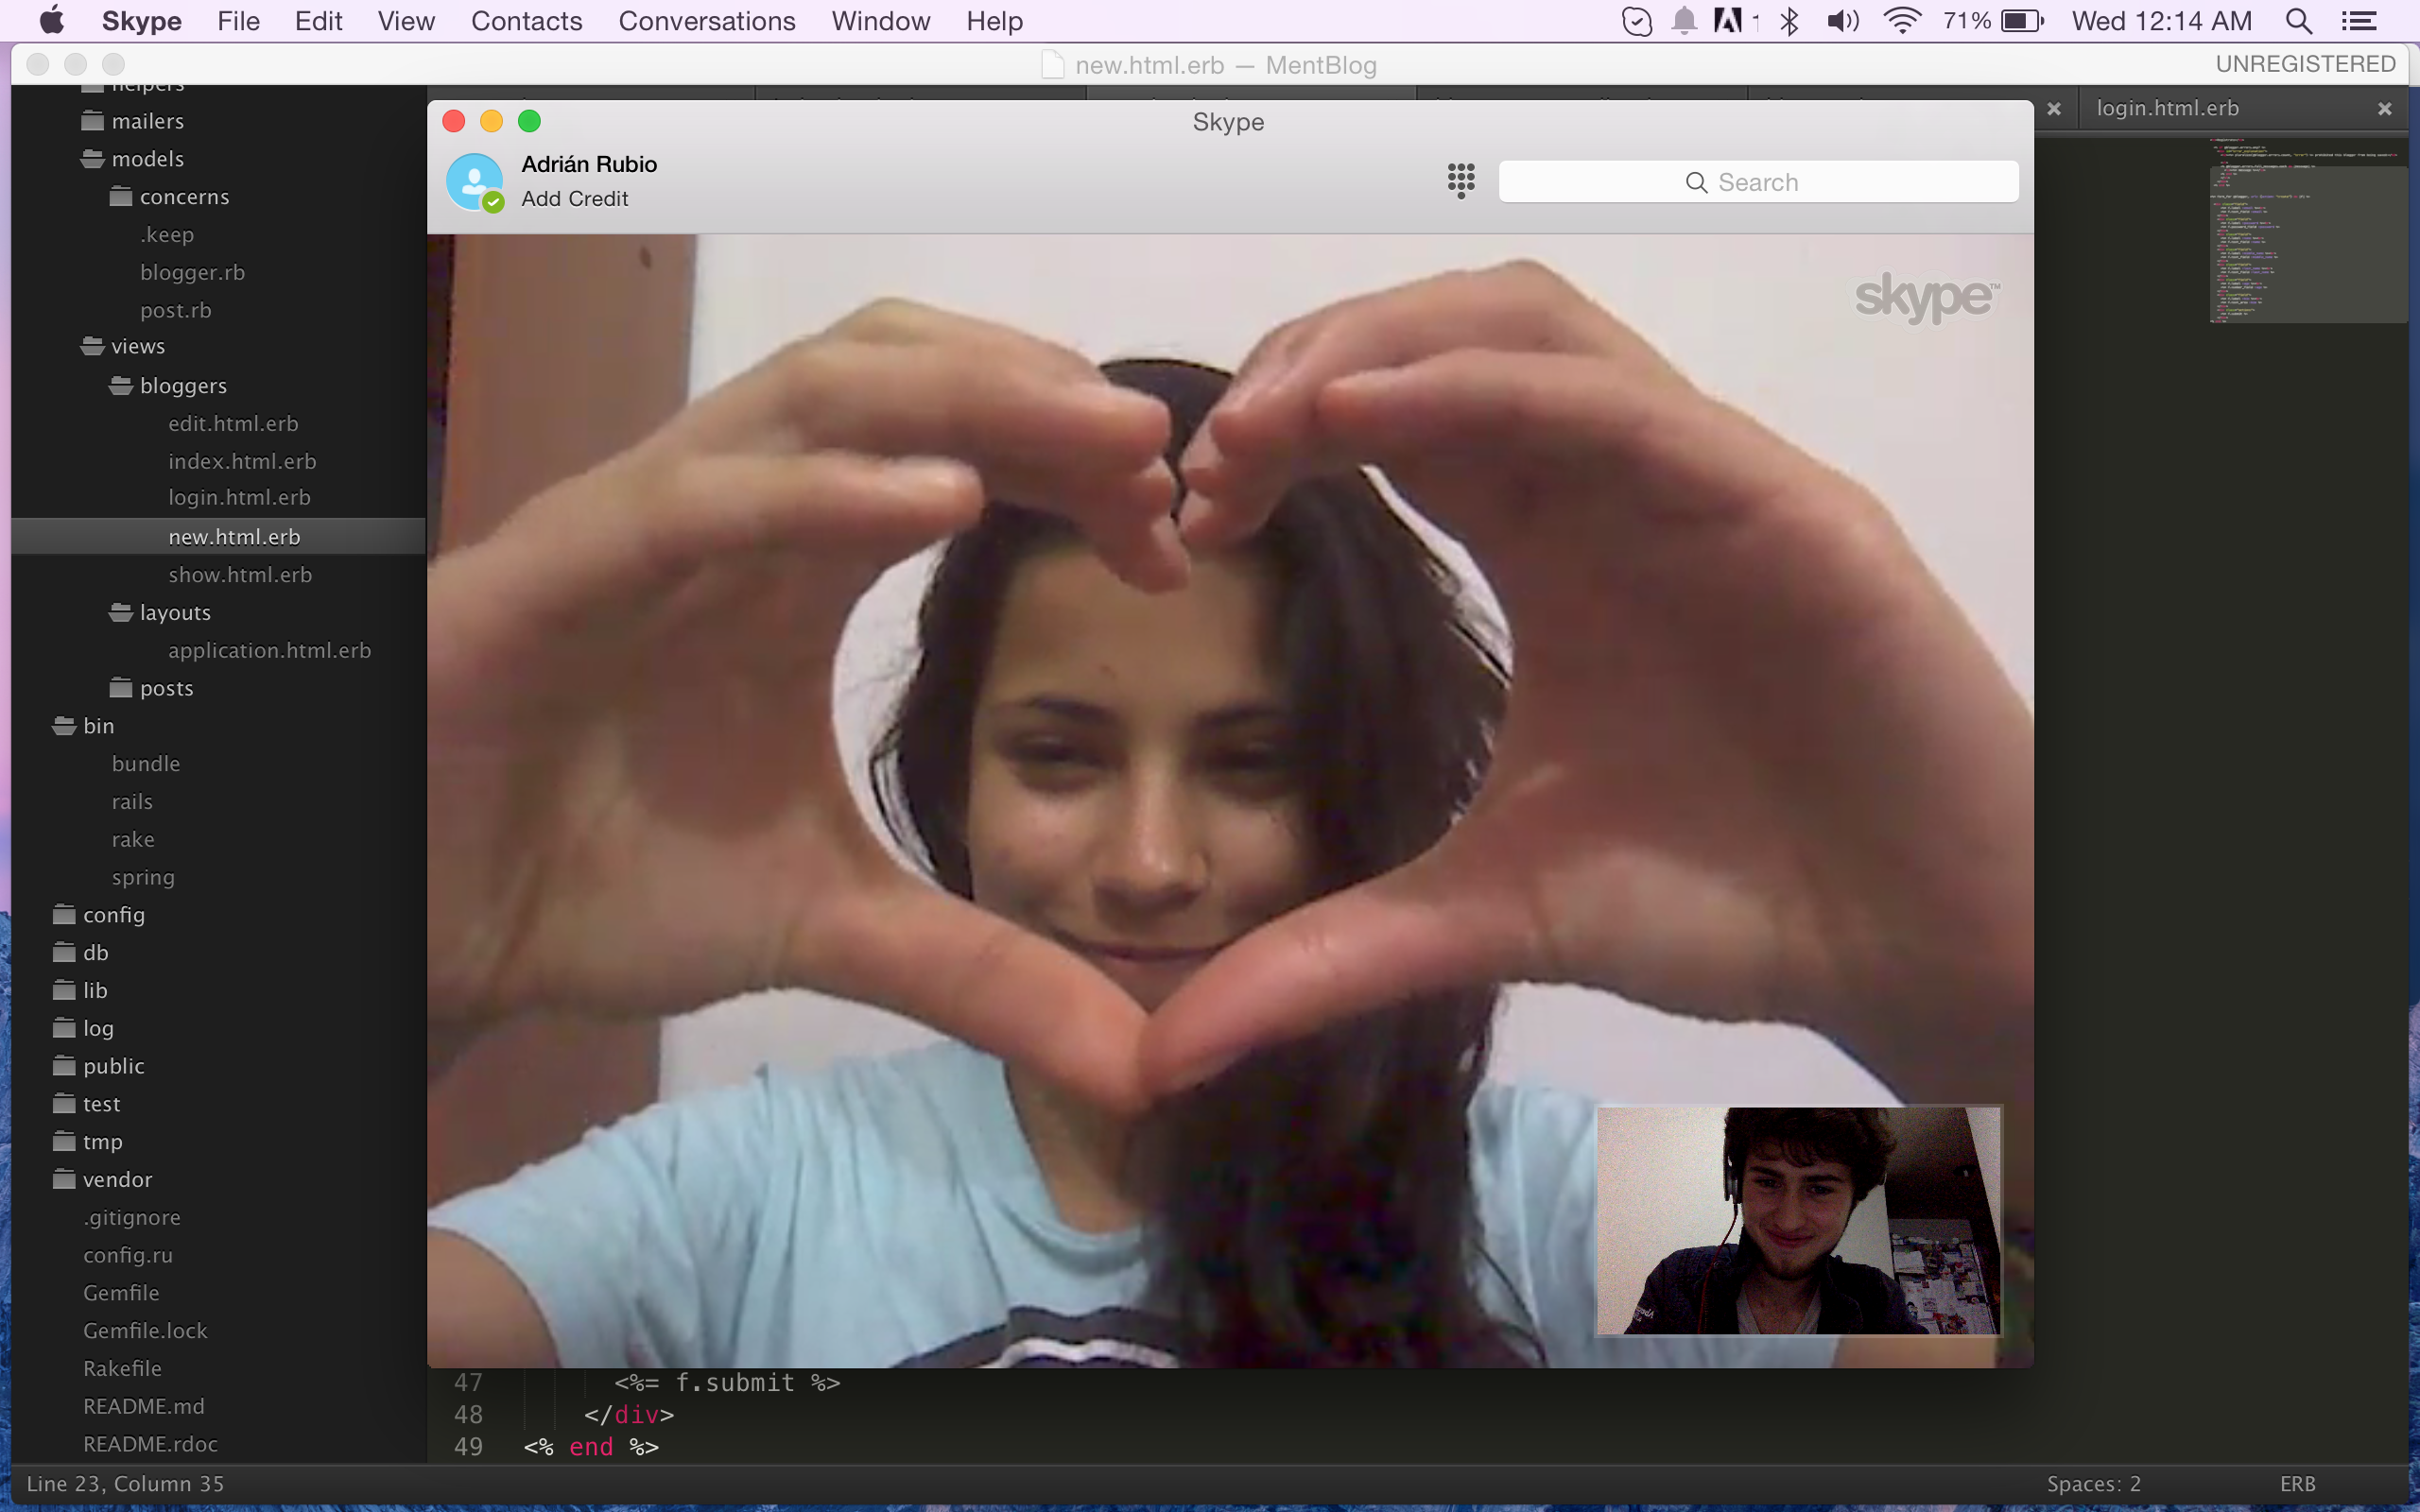 Skype File Edit View Contacts Conversations Window Help 71% Wed 12:14 AM
new.html.erb — MentBlog UNREGISTERED
helpers
mailers
models
concerns
.keep
blogger.rb
post.rb
views
bloggers
edit.html.erb
index.html.erb
login.html.erb
new.html.erb
show.html.erb
layouts
application.html.erb
posts
bin
bundle
rails
rake
spring
config
db
lib
log
public
test
tmp
vendor
.gitignore
config.ru
Gemfile
Gemfile.lock
Rakefile
README.md
README.rdoc
login.html.erb
Skype
Adrián Rubio
Add Credit
Search
skype™
47 <%= f.submit %>
48 </div>
49 <% end %>
Line 23, Column 35 Spaces: 2 ERB